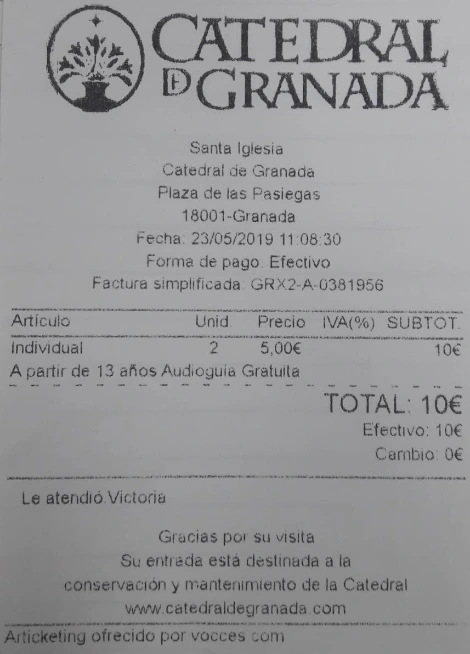 CATEDRAL
DE GRANADA
Santa Iglesia
Catedral de Granada
Plaza de las Pasiegas
18001-Granada
Fecha: 23/05/2019 11:08:30
Forma de pago: Efectivo
Factura simplificada: GRX2-A-0381956
Artículo Unid. Precio IVA(%) SUBTOT.
Individual 2 5,00€ 10€
A partir de 13 años Audioguia Gratuita
TOTAL: 10€
Efectivo: 10€
Cambio: 0€
Le atendió:Victoria
Gracias por su visita
Su entrada está destinada a la
conservación y mantenimiento de la Catedral
www.catedraldegranada.com
Articketing ofrecido por vocces.com